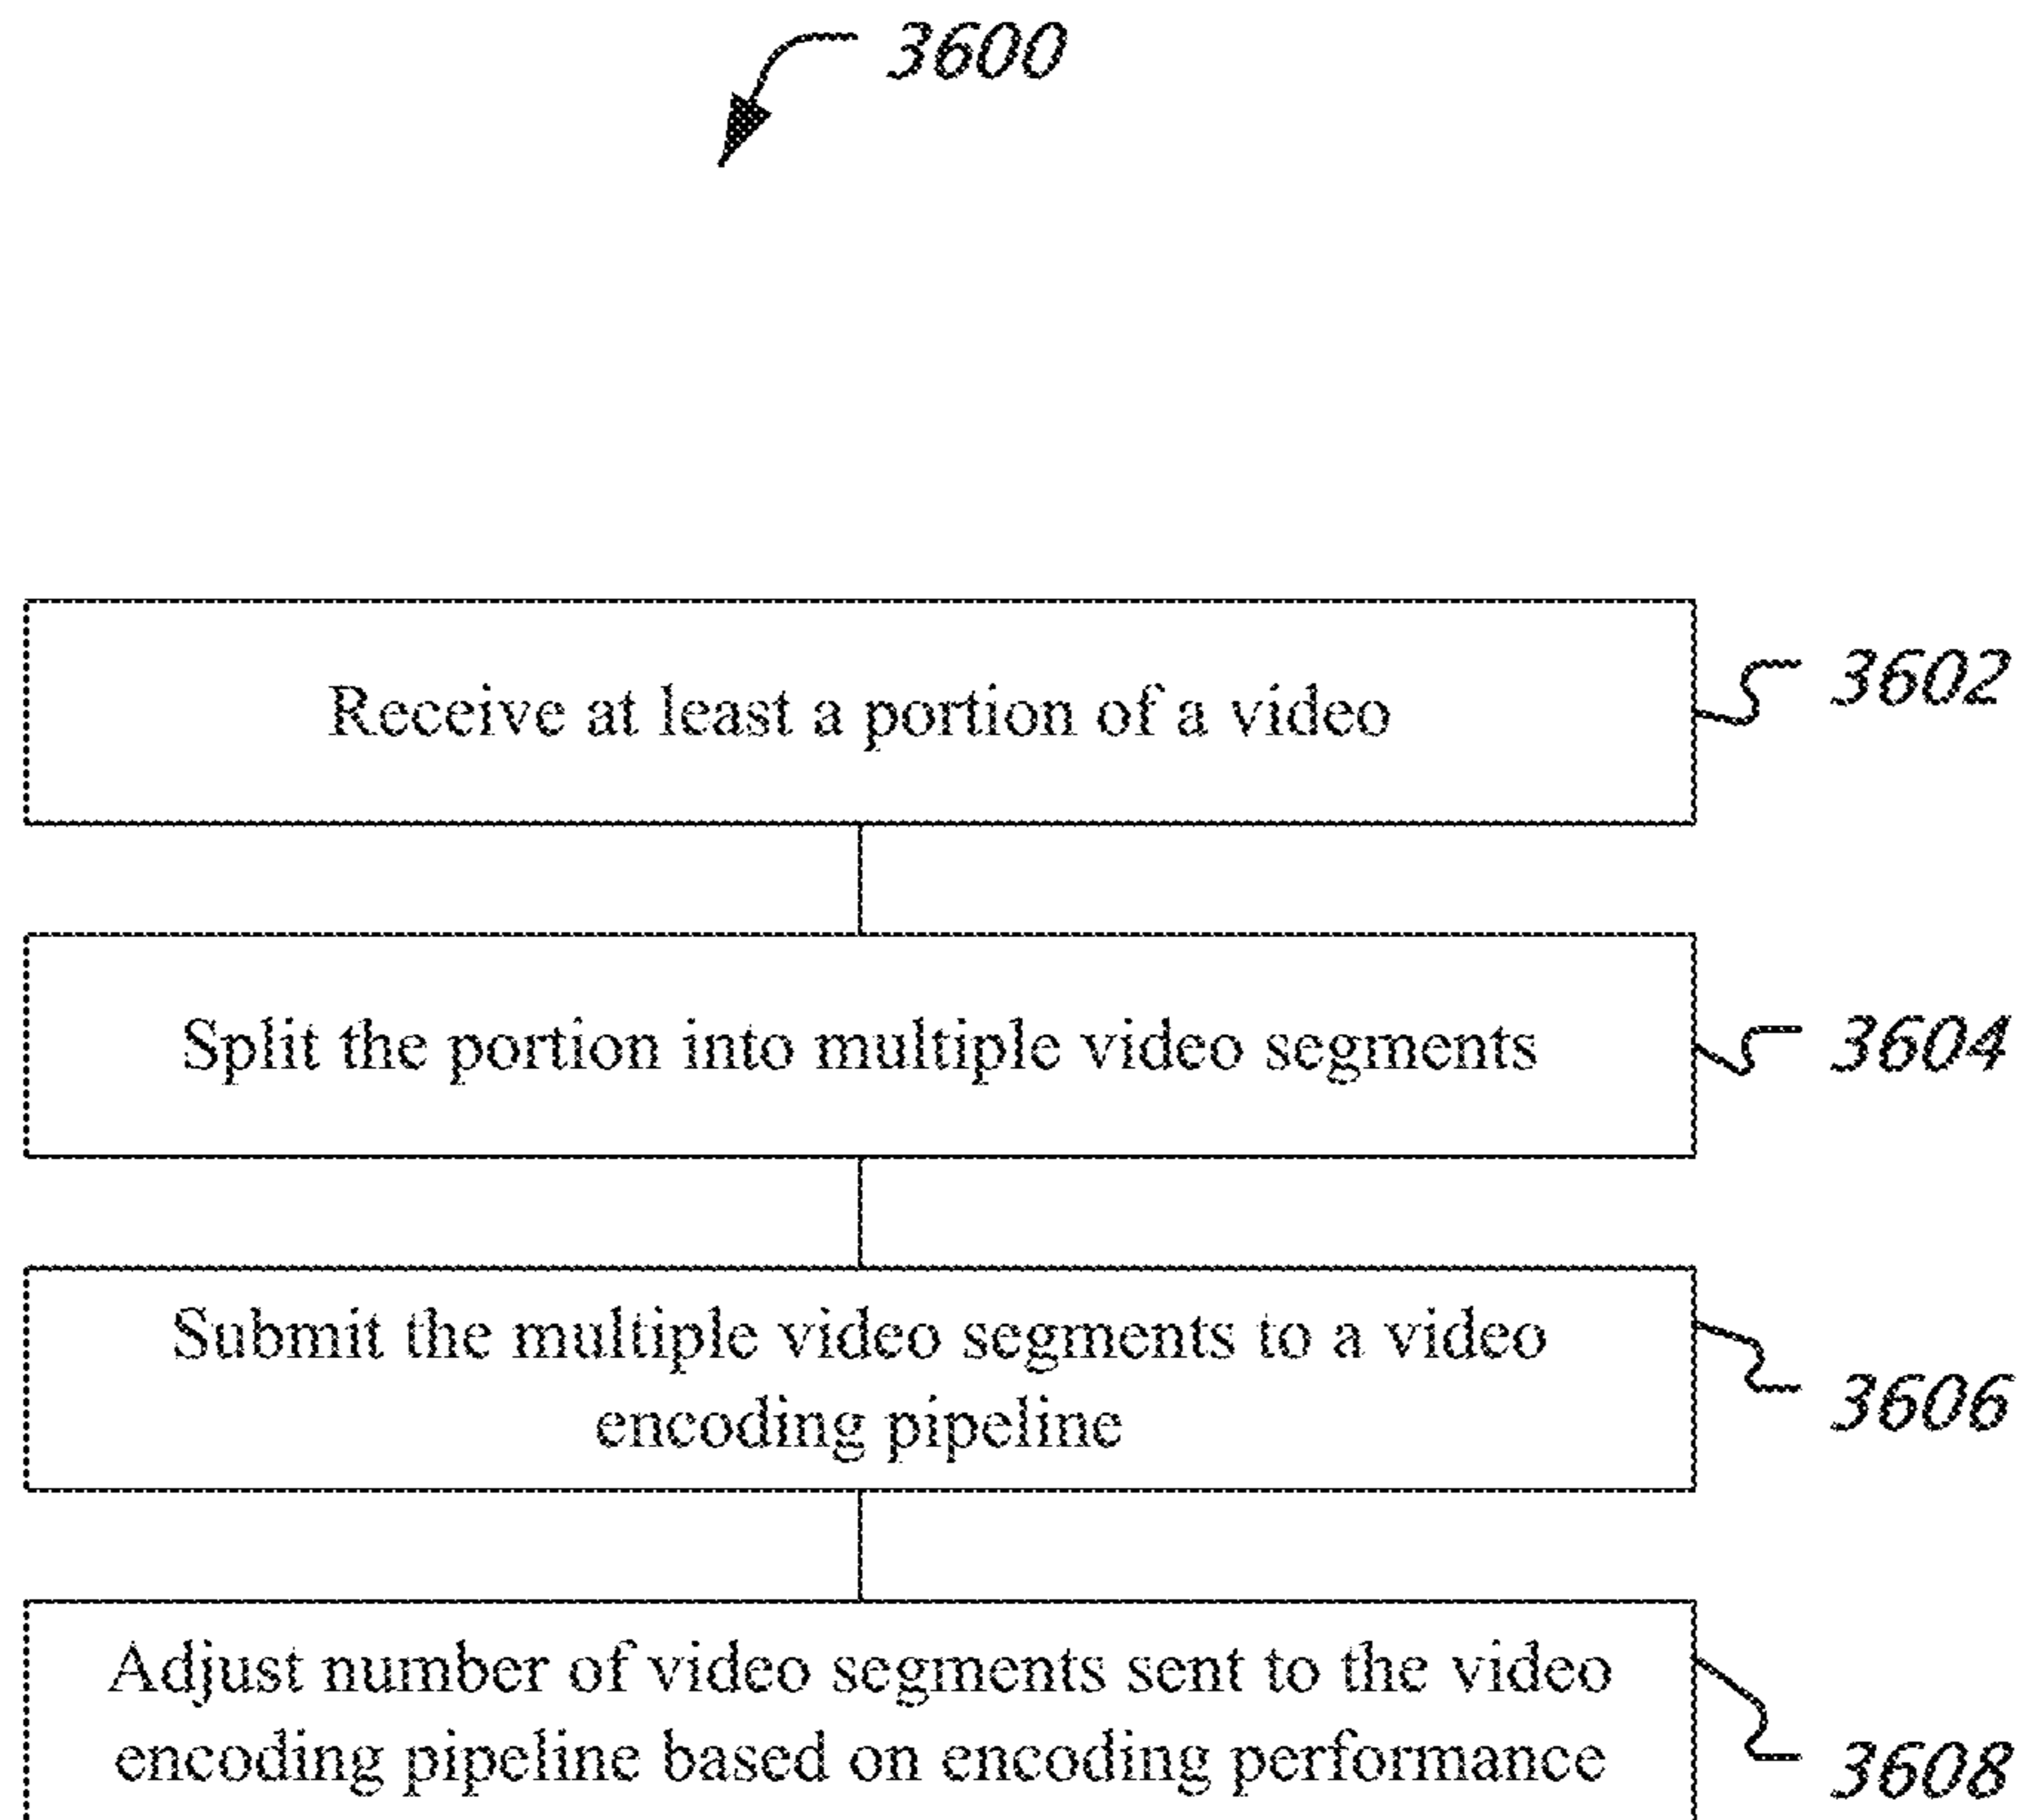 3600
Receive at least a portion of a video
3602
Split the portion into multiple video segments
3604
Submit the multiple video segments to a video
encoding pipeline
3606
Adjust number of video segments sent to the video
encoding pipeline based on encoding performance
3608